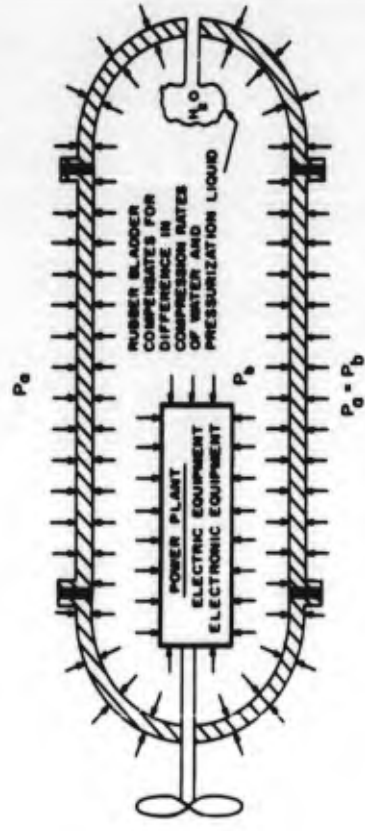 Pa
RUBBER BLADDER
COMPENSATES FOR
DIFFERENCE IN
COMPRESSION RATES
OF WATER AND
PRESSURIZATION LIQUID
H2O
Pb
POWER PLANT
ELECTRIC EQUIPMENT
ELECTRONIC EQUIPMENT
Pa = Pb